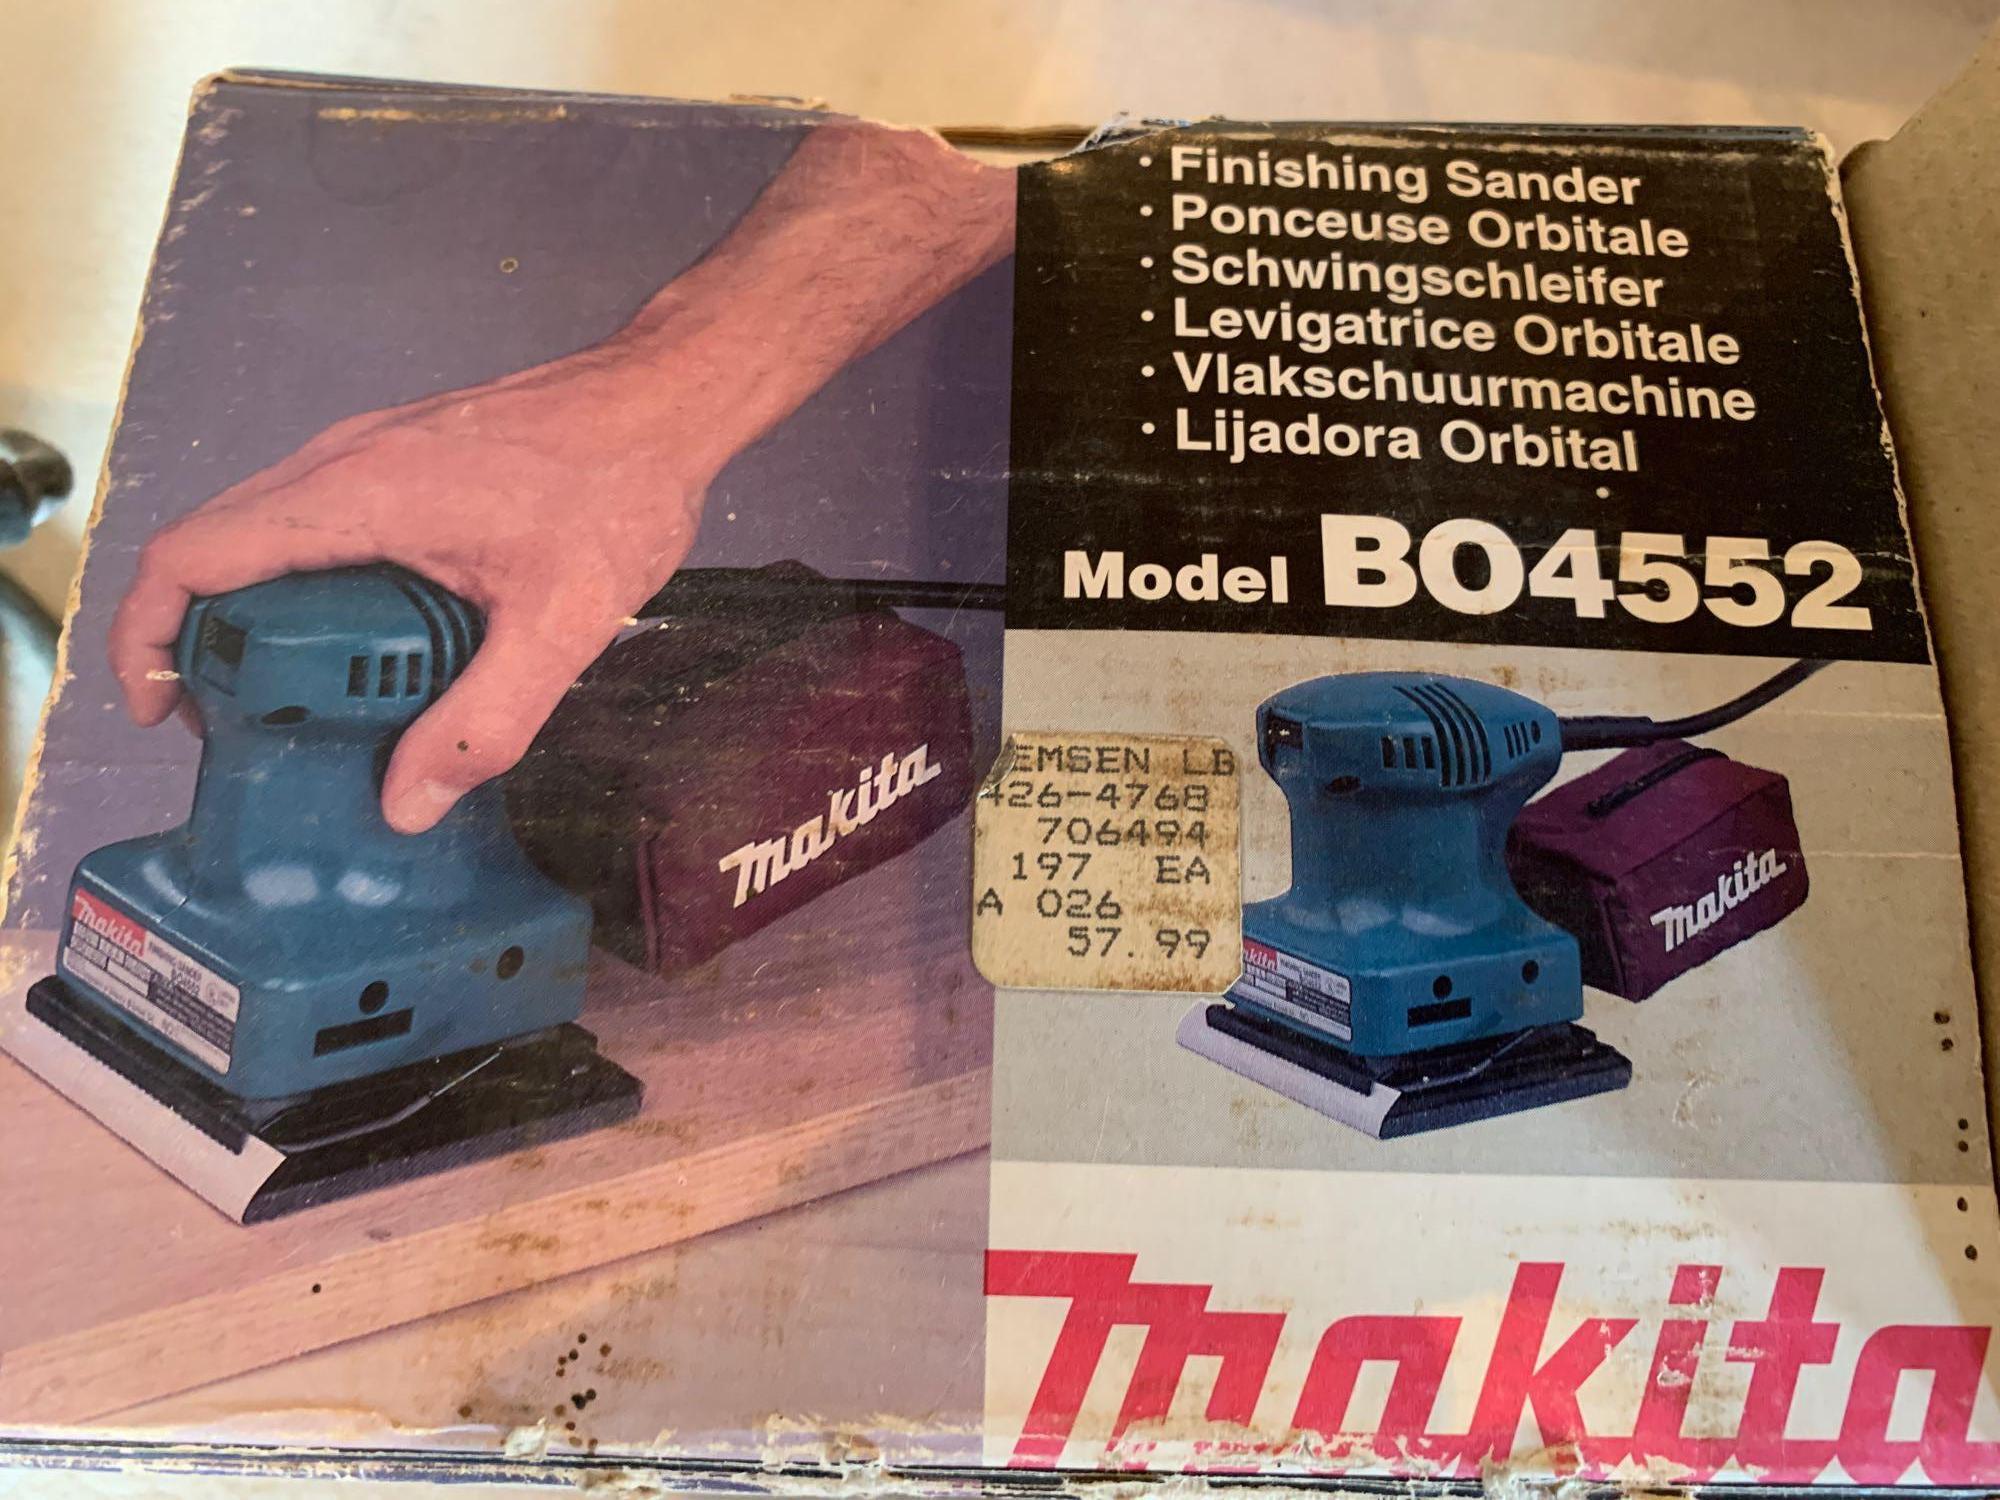 • Finishing Sander
• Ponceuse Orbitale
• Schwingschleifer
• Levigatrice Orbitale
• Vlakschuurmachine
• Lijadora Orbital
Model BO4552
makita
makita
EMSEN LB
426-4768
706494
197 EA
A 026
57.99
makita
makita